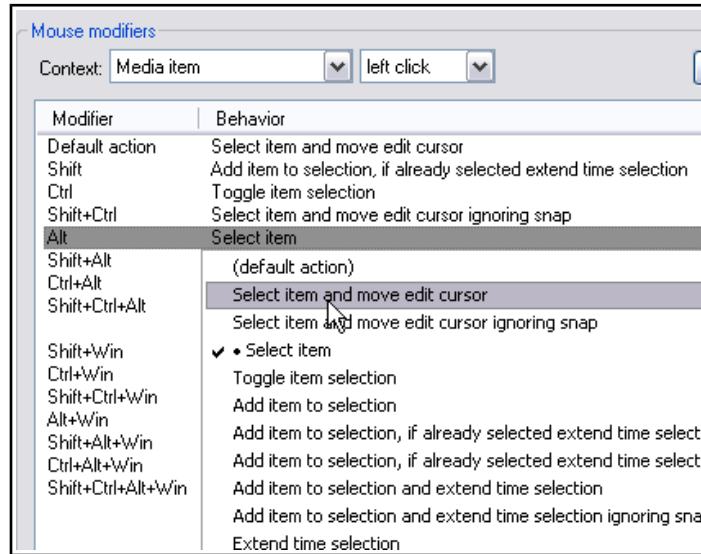 Mouse modifiers
Context: Media item left click
Modifier Behavior
Default action Select item and move edit cursor
Shift Add item to selection, if already selected extend time selection
Ctrl Toggle item selection
Shift+Ctrl Select item and move edit cursor ignoring snap
Alt Select item
Shift+Alt
Ctrl+Alt
Shift+Ctrl+Alt
Shift+Win
Ctrl+Win
Shift+Ctrl+Win
Alt+Win
Shift+Alt+Win
Ctrl+Alt+Win
Shift+Ctrl+Alt+Win
(default action)
Select item and move edit cursor
Select item and move edit cursor ignoring snap
✓ • Select item
Toggle item selection
Add item to selection
Add item to selection, if already selected extend time select
Add item to selection, if already selected extend time select
Add item to selection and extend time selection
Add item to selection and extend time selection ignoring sna
Extend time selection